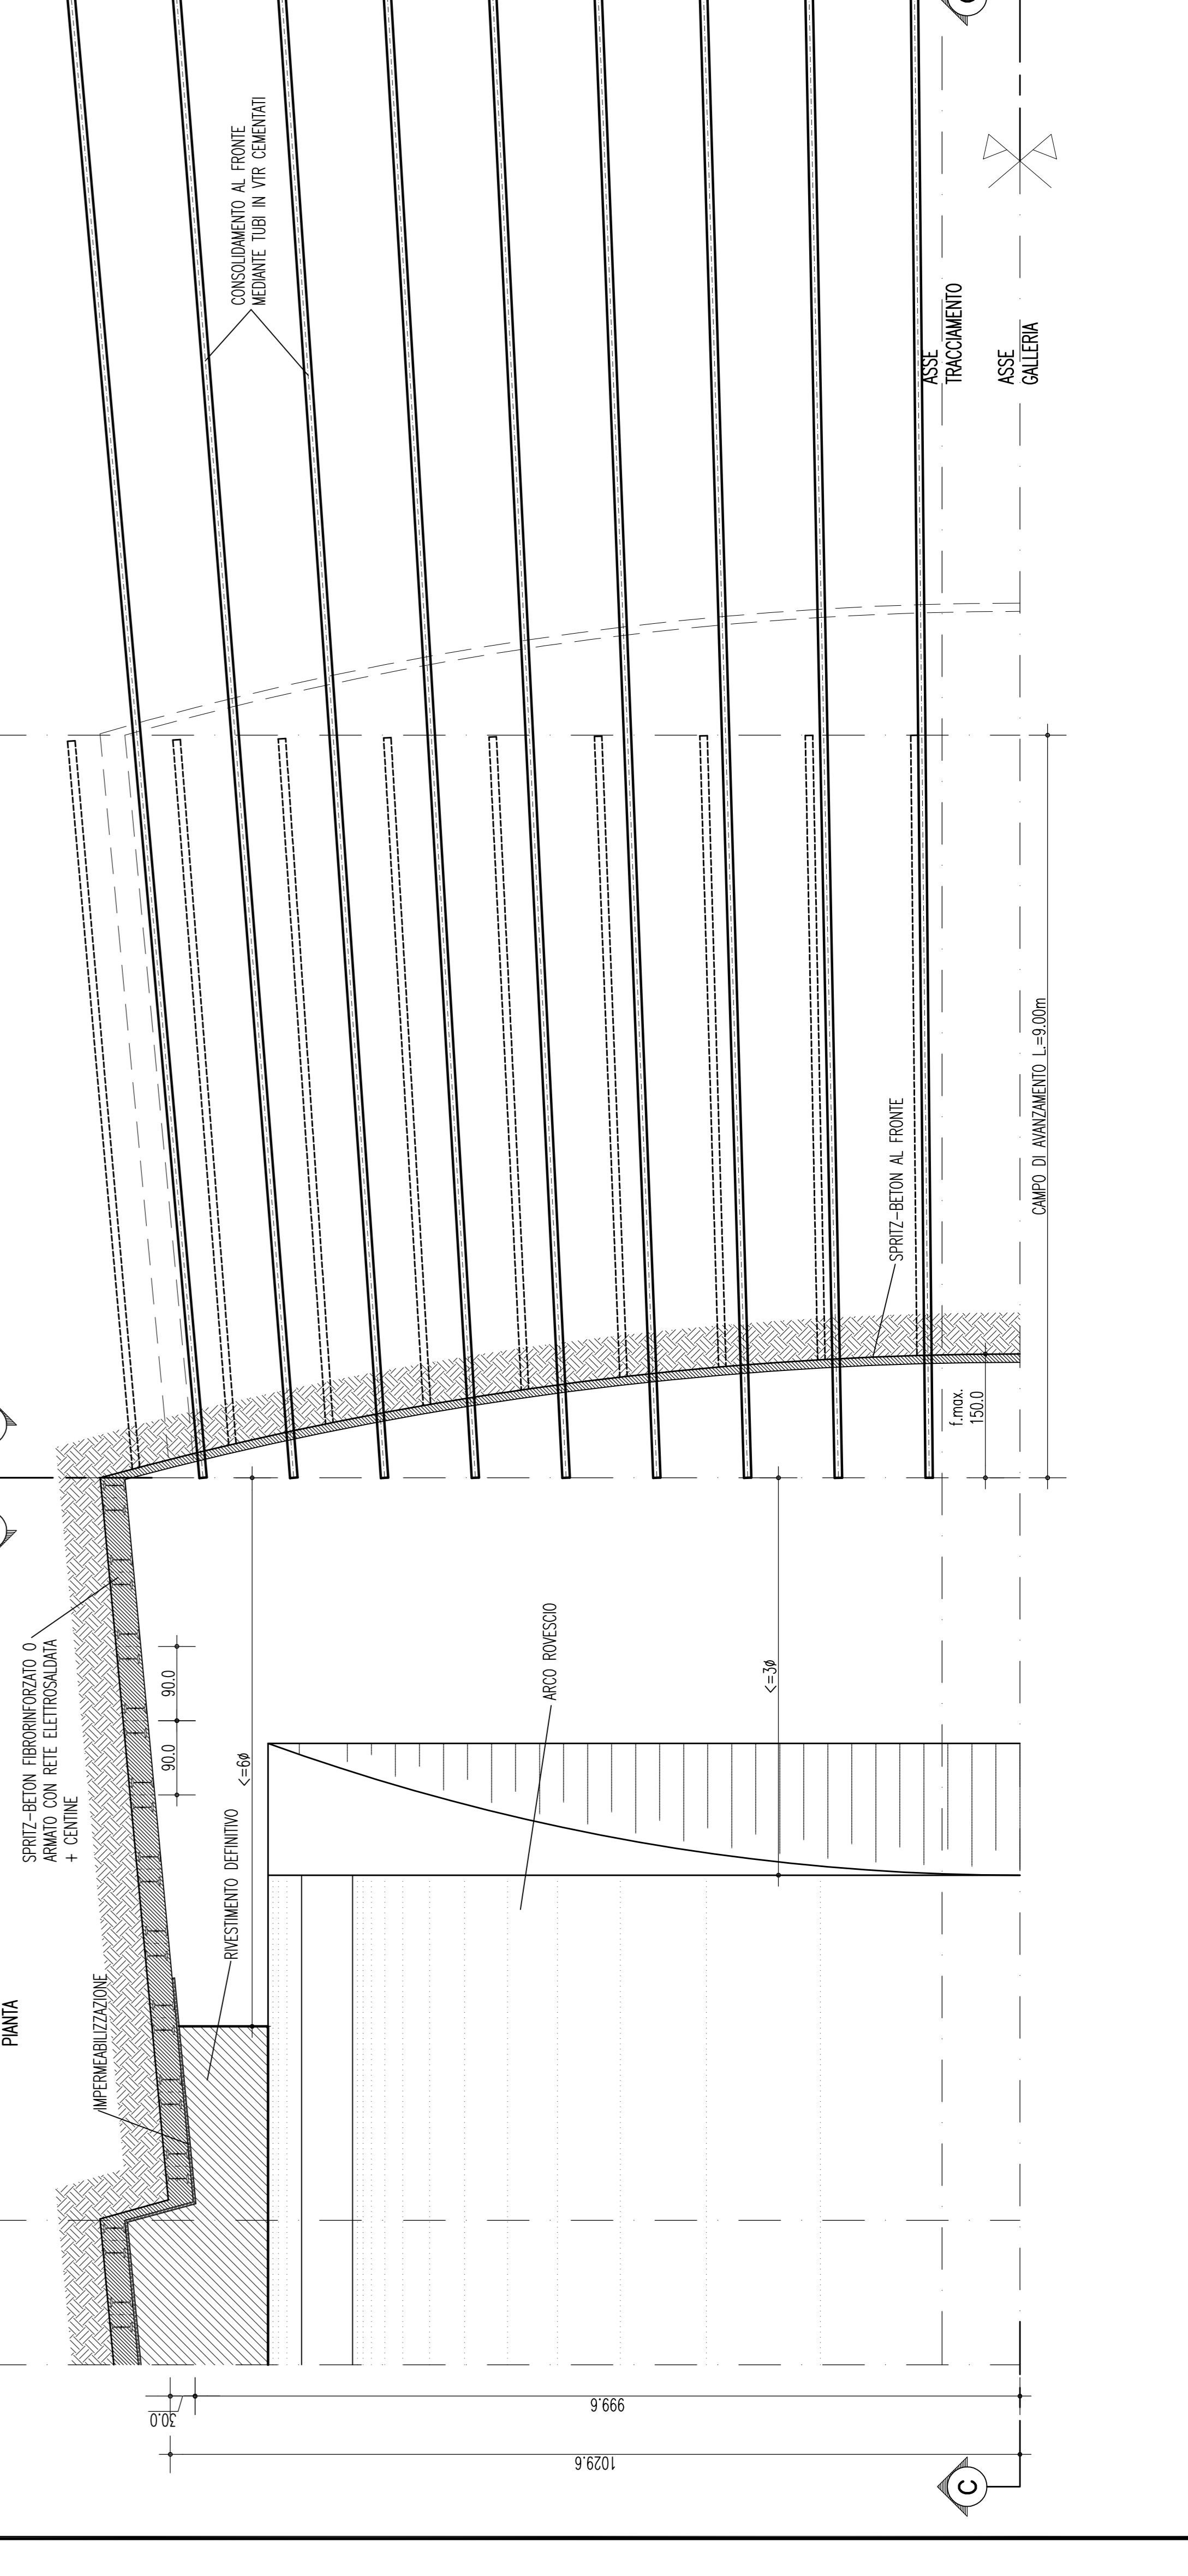 PIANTA
SPRITZ-BETON FIBRORINFORZATO O
ARMATO CON RETE ELETTROSALDATA
+ CENTINE
IMPERMEABILIZZAZIONE
CONSOLIDAMENTO AL FRONTE
MEDIANTE TUBI IN VTR CEMENTATI
90.0
90.0
RIVESTIMENTO DEFINITIVO
<=6ø
ARCO ROVESCIO
<=3ø
SPRITZ-BETON AL FRONTE
f.max.
150.0
CAMPO DI AVANZAMENTO L.=9.00m
ASSE
TRACCIAMENTO
ASSE
GALLERIA
30.0
999.6
1029.6
C